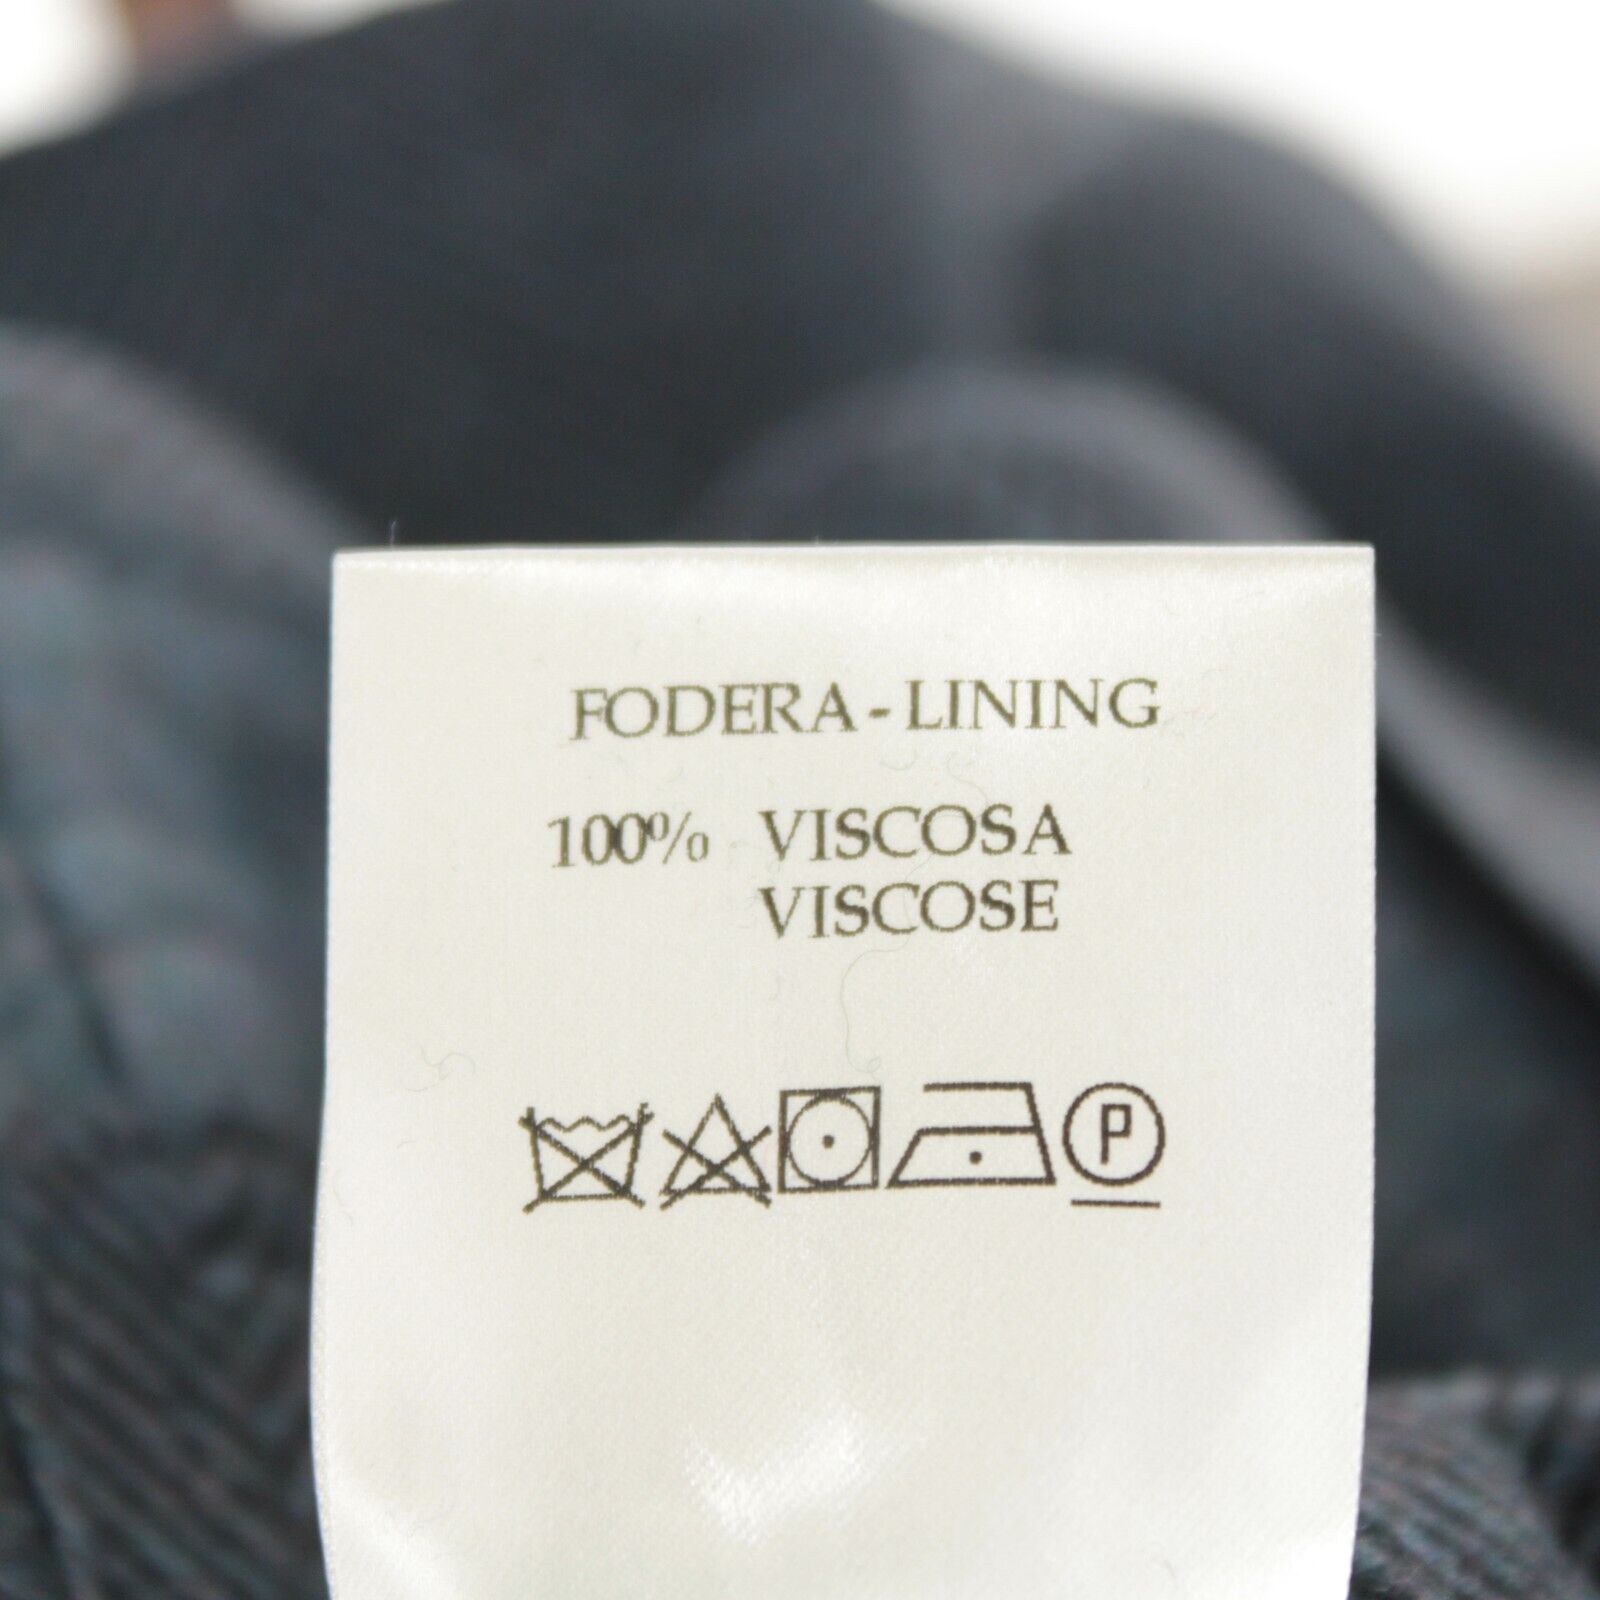 FODERA - LINING
100% VISCOSA
VISCOSE
P